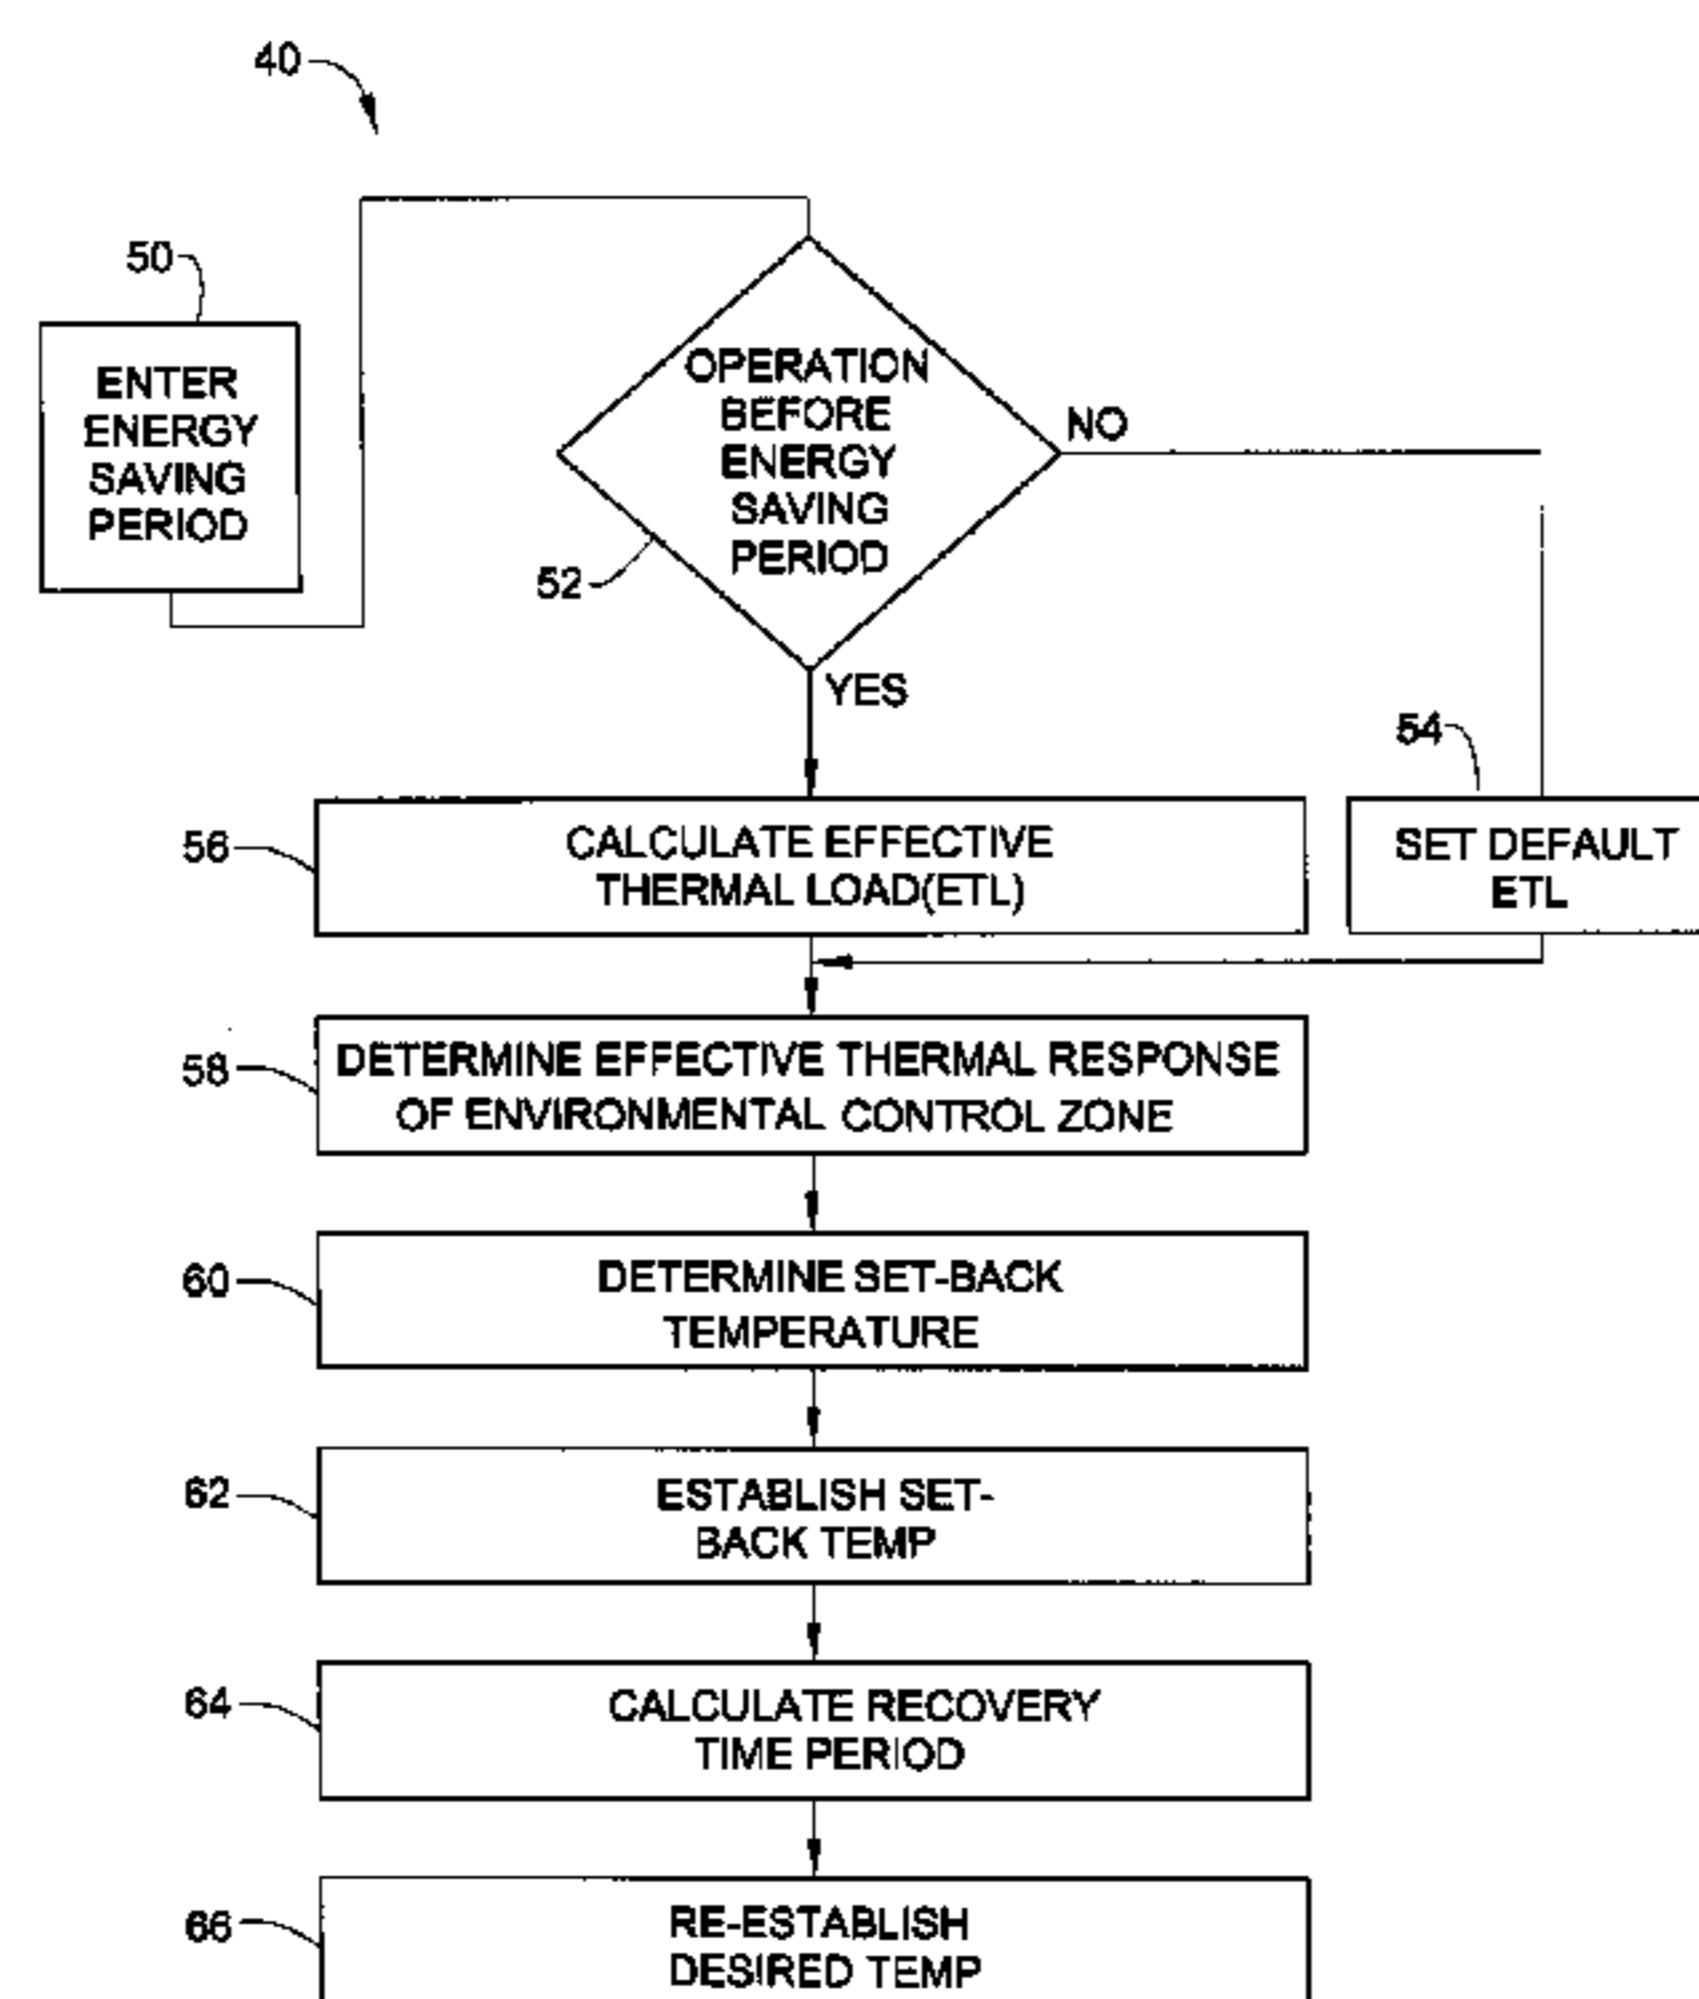 40
50
ENTER
ENERGY
SAVING
PERIOD
OPERATION
BEFORE
ENERGY
SAVING
PERIOD
NO
52
YES
54
56
CALCULATE EFFECTIVE
THERMAL LOAD(ETL)
SET DEFAULT
ETL
58
DETERMINE EFFECTIVE THERMAL RESPONSE
OF ENVIRONMENTAL CONTROL ZONE
60
DETERMINE SET-BACK
TEMPERATURE
62
ESTABLISH SET-
BACK TEMP
64
CALCULATE RECOVERY
TIME PERIOD
66
RE-ESTABLISH
DESIRED TEMP